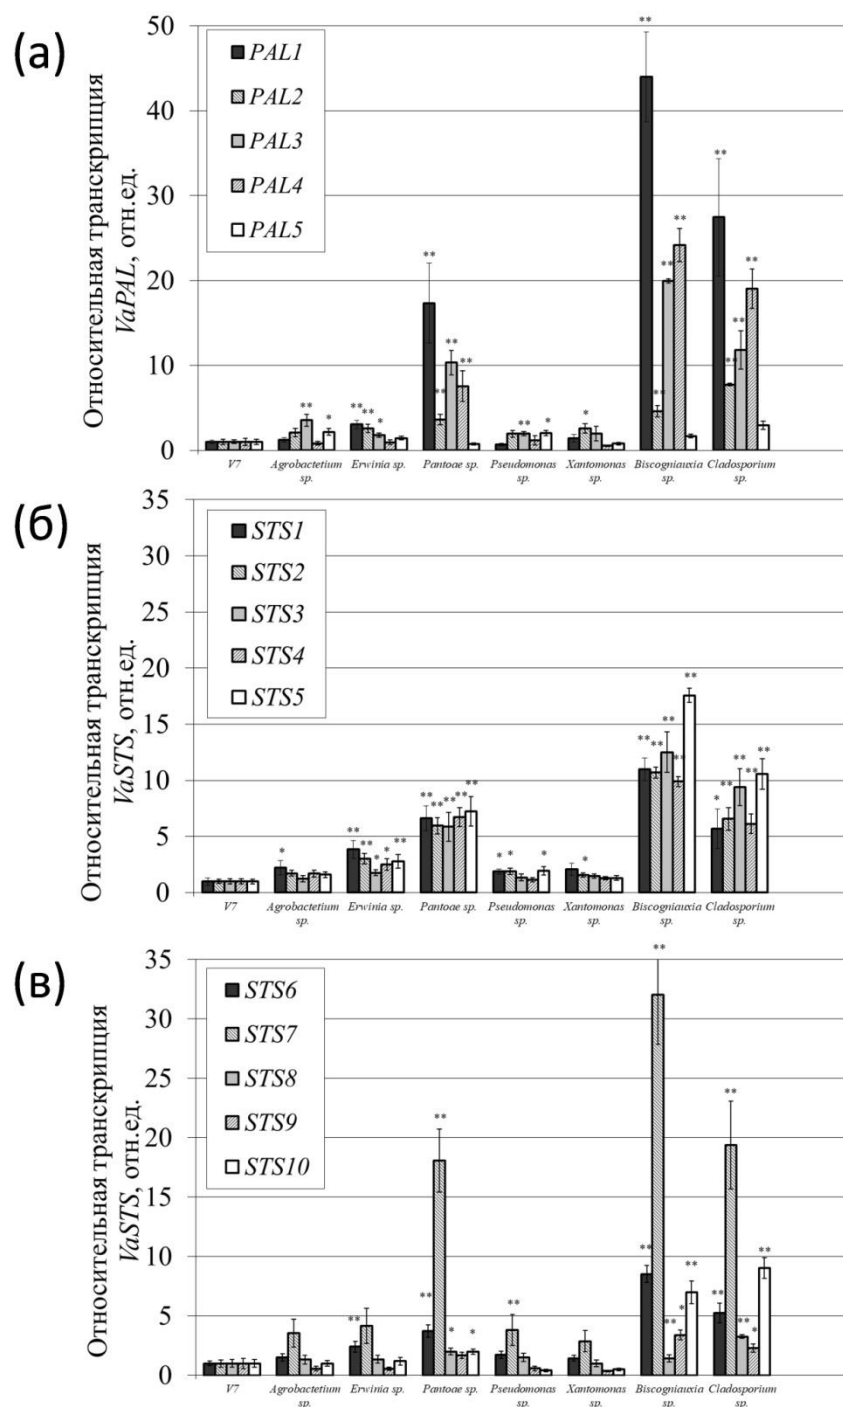 (а)
Относительная транскрипция
VaPAL, отн.ед.
50
40
30
20
10
0
PAL1
PAL2
PAL3
PAL4
PAL5
** ** ** ** ** * ** ** ** ** ** * * ** ** ** ** ** ** ** **
V7 Agrobactetium sp. Erwinia sp. Pantoae sp. Pseudomonas sp. Xantomonas sp. Biscogniauxia sp. Cladosporium sp.
(б)
Относительная транскрипция
VaSTS, отн.ед.
35
30
25
20
15
10
5
0
STS1
STS2
STS3
STS4
STS5
* ** ** * * ** ** ** ** ** ** * * * * ** ** ** ** ** * ** ** ** **
V7 Agrobactetium sp. Erwinia sp. Pantoae sp. Pseudomonas sp. Xantomonas sp. Biscogniauxia sp. Cladosporium sp.
(в)
Относительная транскрипция
VaSTS, отн.ед.
35
30
25
20
15
10
5
0
STS6
STS7
STS8
STS9
STS10
** ** ** * * ** ** ** ** * ** ** ** ** * **
V7 Agrobactetium sp. Erwinia sp. Pantoae sp. Pseudomonas sp. Xantomonas sp. Biscogniauxia sp. Cladosporium sp.